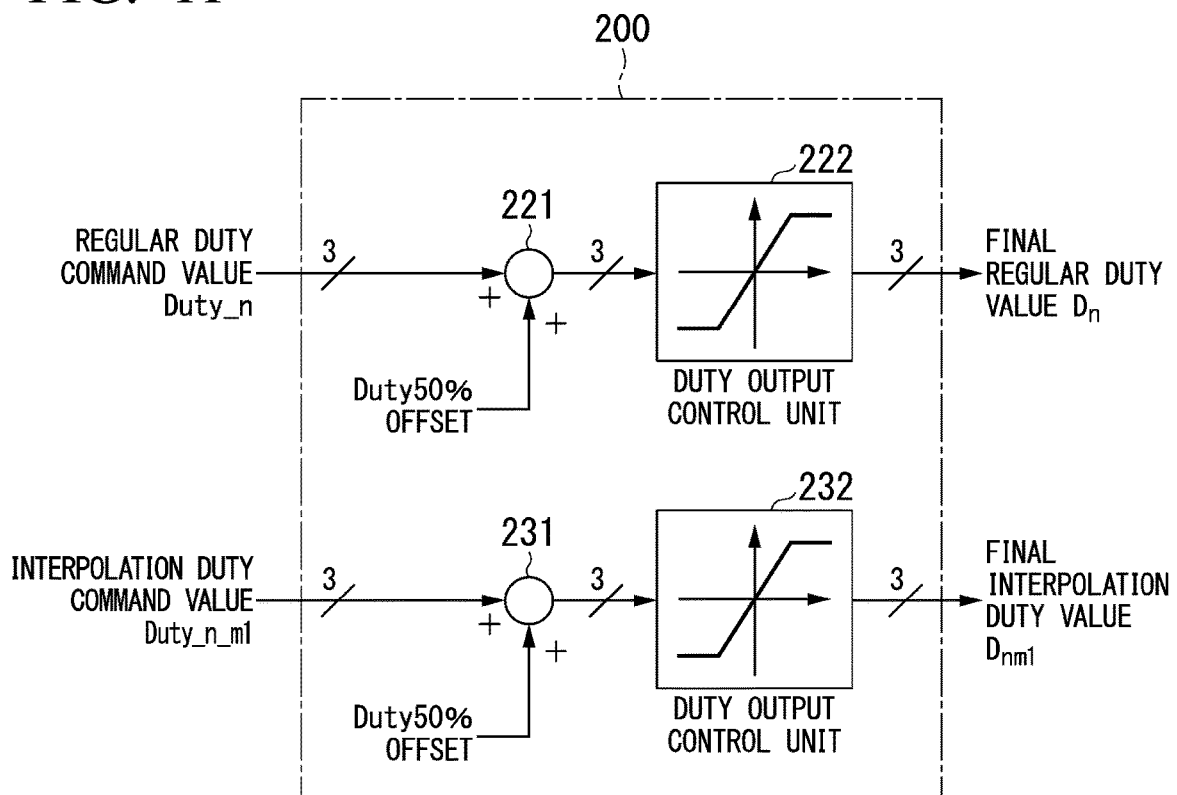 200
222
221
REGULAR DUTY
COMMAND VALUE
Duty_n
3
+
+
3
3
FINAL
REGULAR DUTY
VALUE Dn
Duty50%
OFFSET
DUTY OUTPUT
CONTROL UNIT
232
231
INTERPOLATION DUTY
COMMAND VALUE
Duty_n_m1
3
+
+
3
3
FINAL
INTERPOLATION
DUTY VALUE
Dnm1
Duty50%
OFFSET
DUTY OUTPUT
CONTROL UNIT